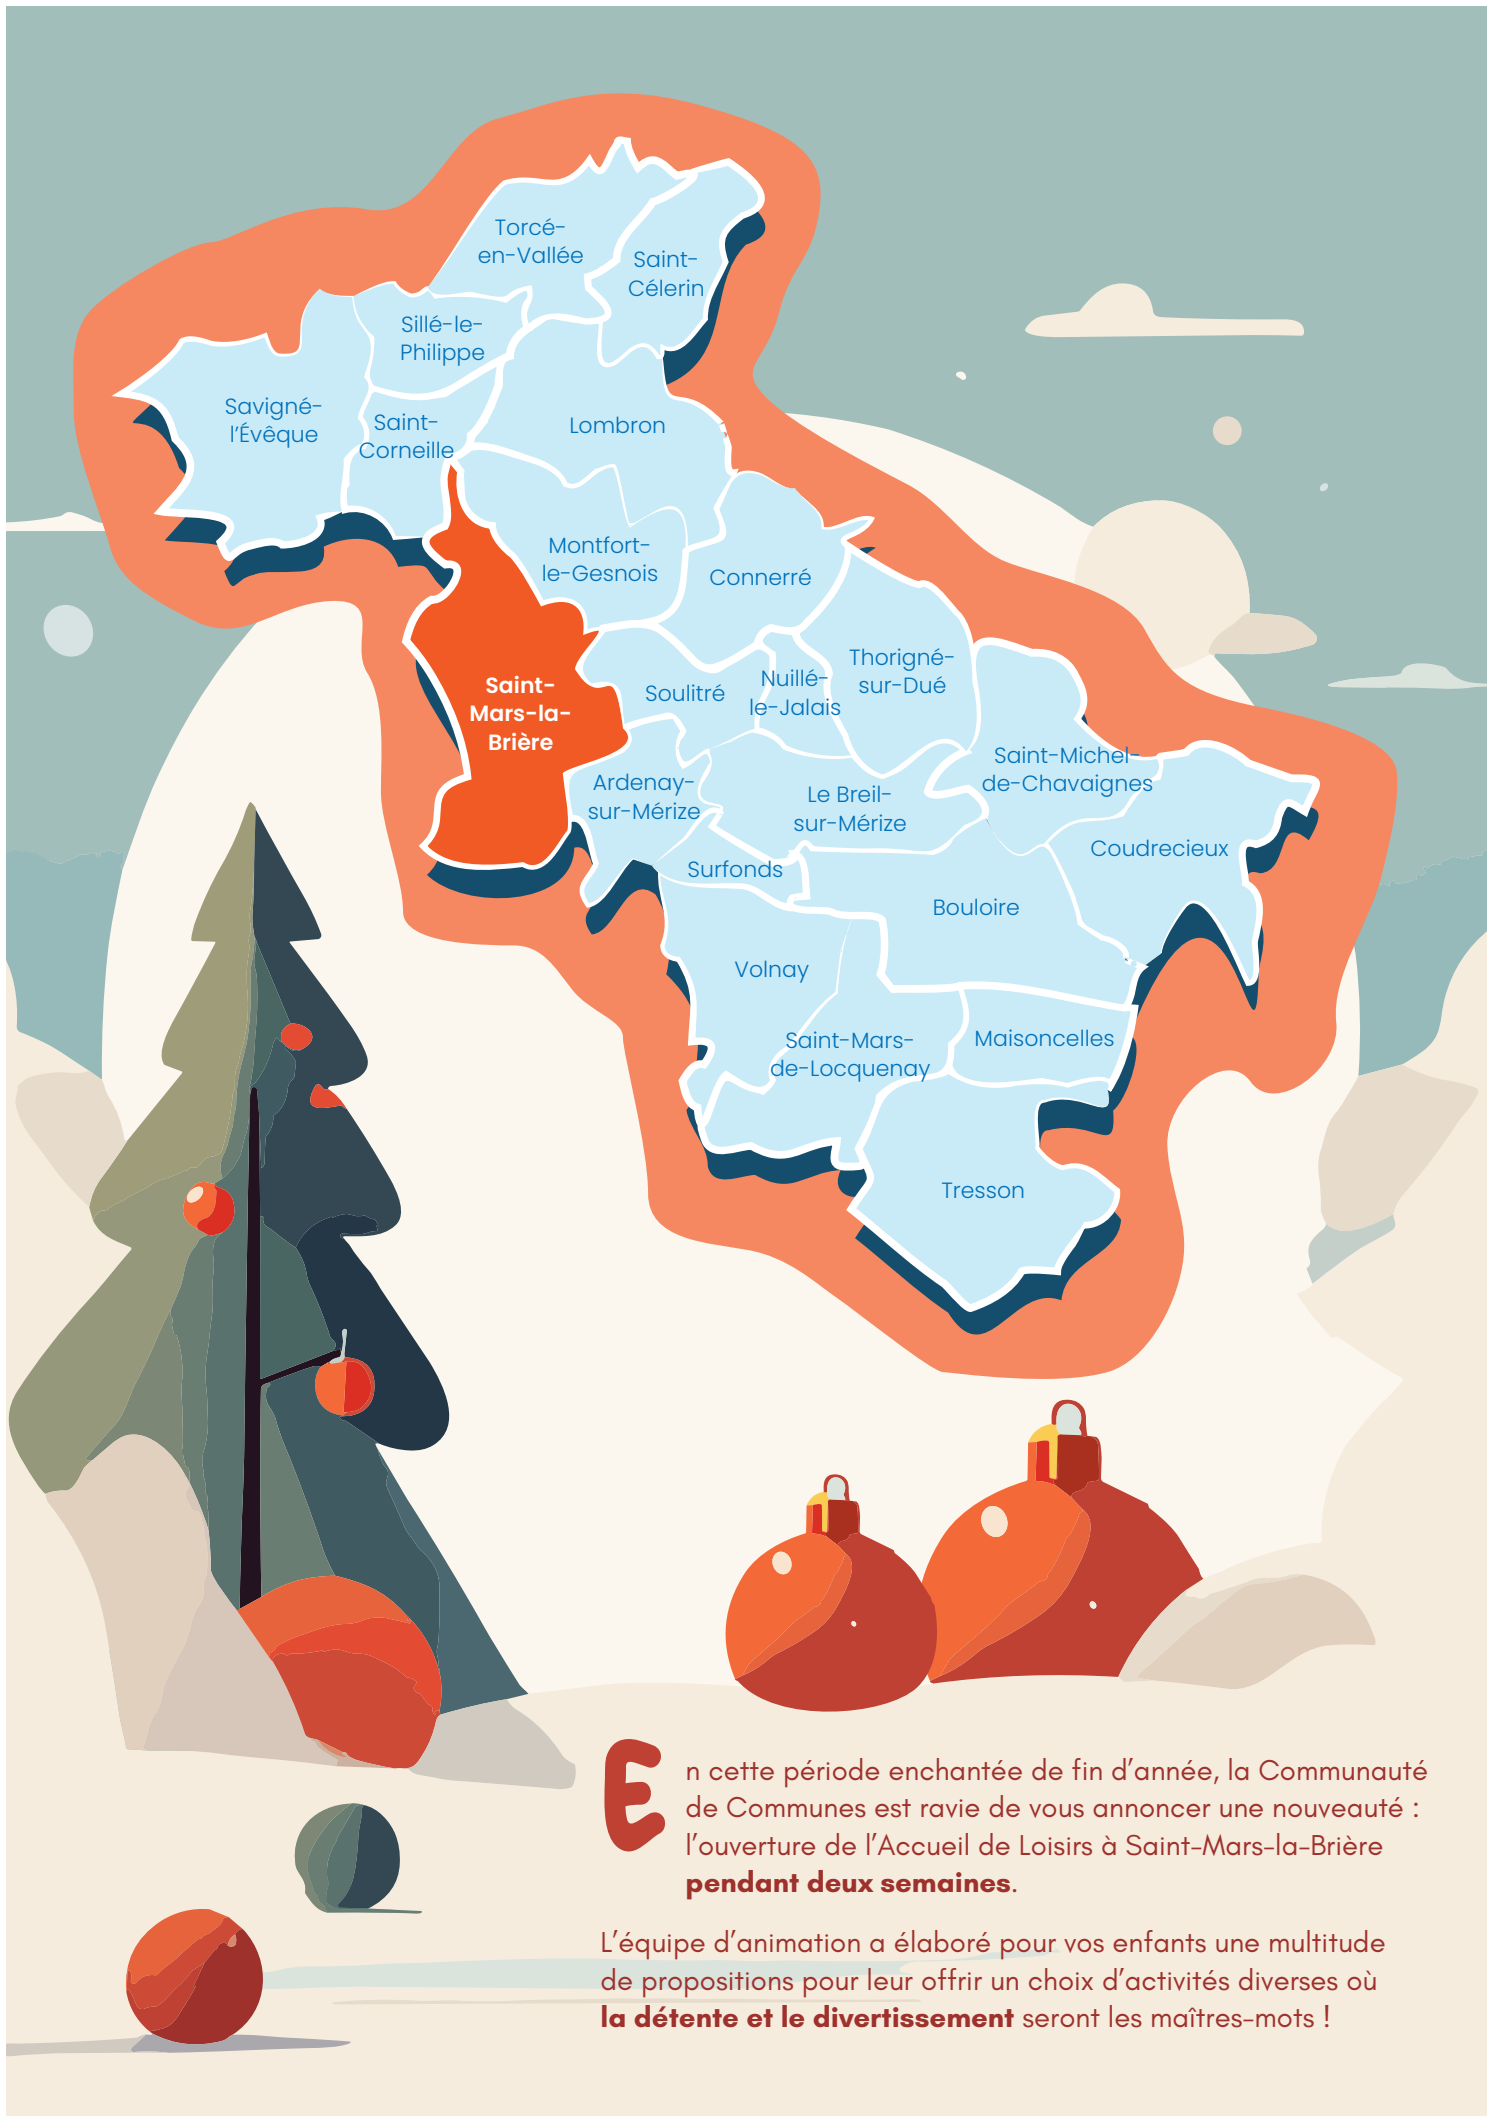 Torcé-
en-Vallée
Saint-
Célerin
Sillé-le-
Philippe
Savigné-
l’Évêque
Saint-
Corneille
Lombron
Montfort-
le-Gesnois
Connerré
Saint-
Mars-la-
Brière
Soulitré
Nuillé-
le-Jalais
Thorigné-
sur-Dué
Saint-Michel-
de-Chavaignes
Ardenay-
sur-Mérize
Le Breil-
sur-Mérize
Coudrecieux
Surfonds
Bouloire
Volnay
Saint-Mars-
de-Locquenay
Maisoncelles
Tresson
En cette période enchantée de fin d’année, la Communauté
de Communes est ravie de vous annoncer une nouveauté :
l’ouverture de l’Accueil de Loisirs à Saint-Mars-la-Brière
pendant deux semaines.
L’équipe d’animation a élaboré pour vos enfants une multitude
de propositions pour leur offrir un choix d’activités diverses où
la détente et le divertissement seront les maîtres-mots !